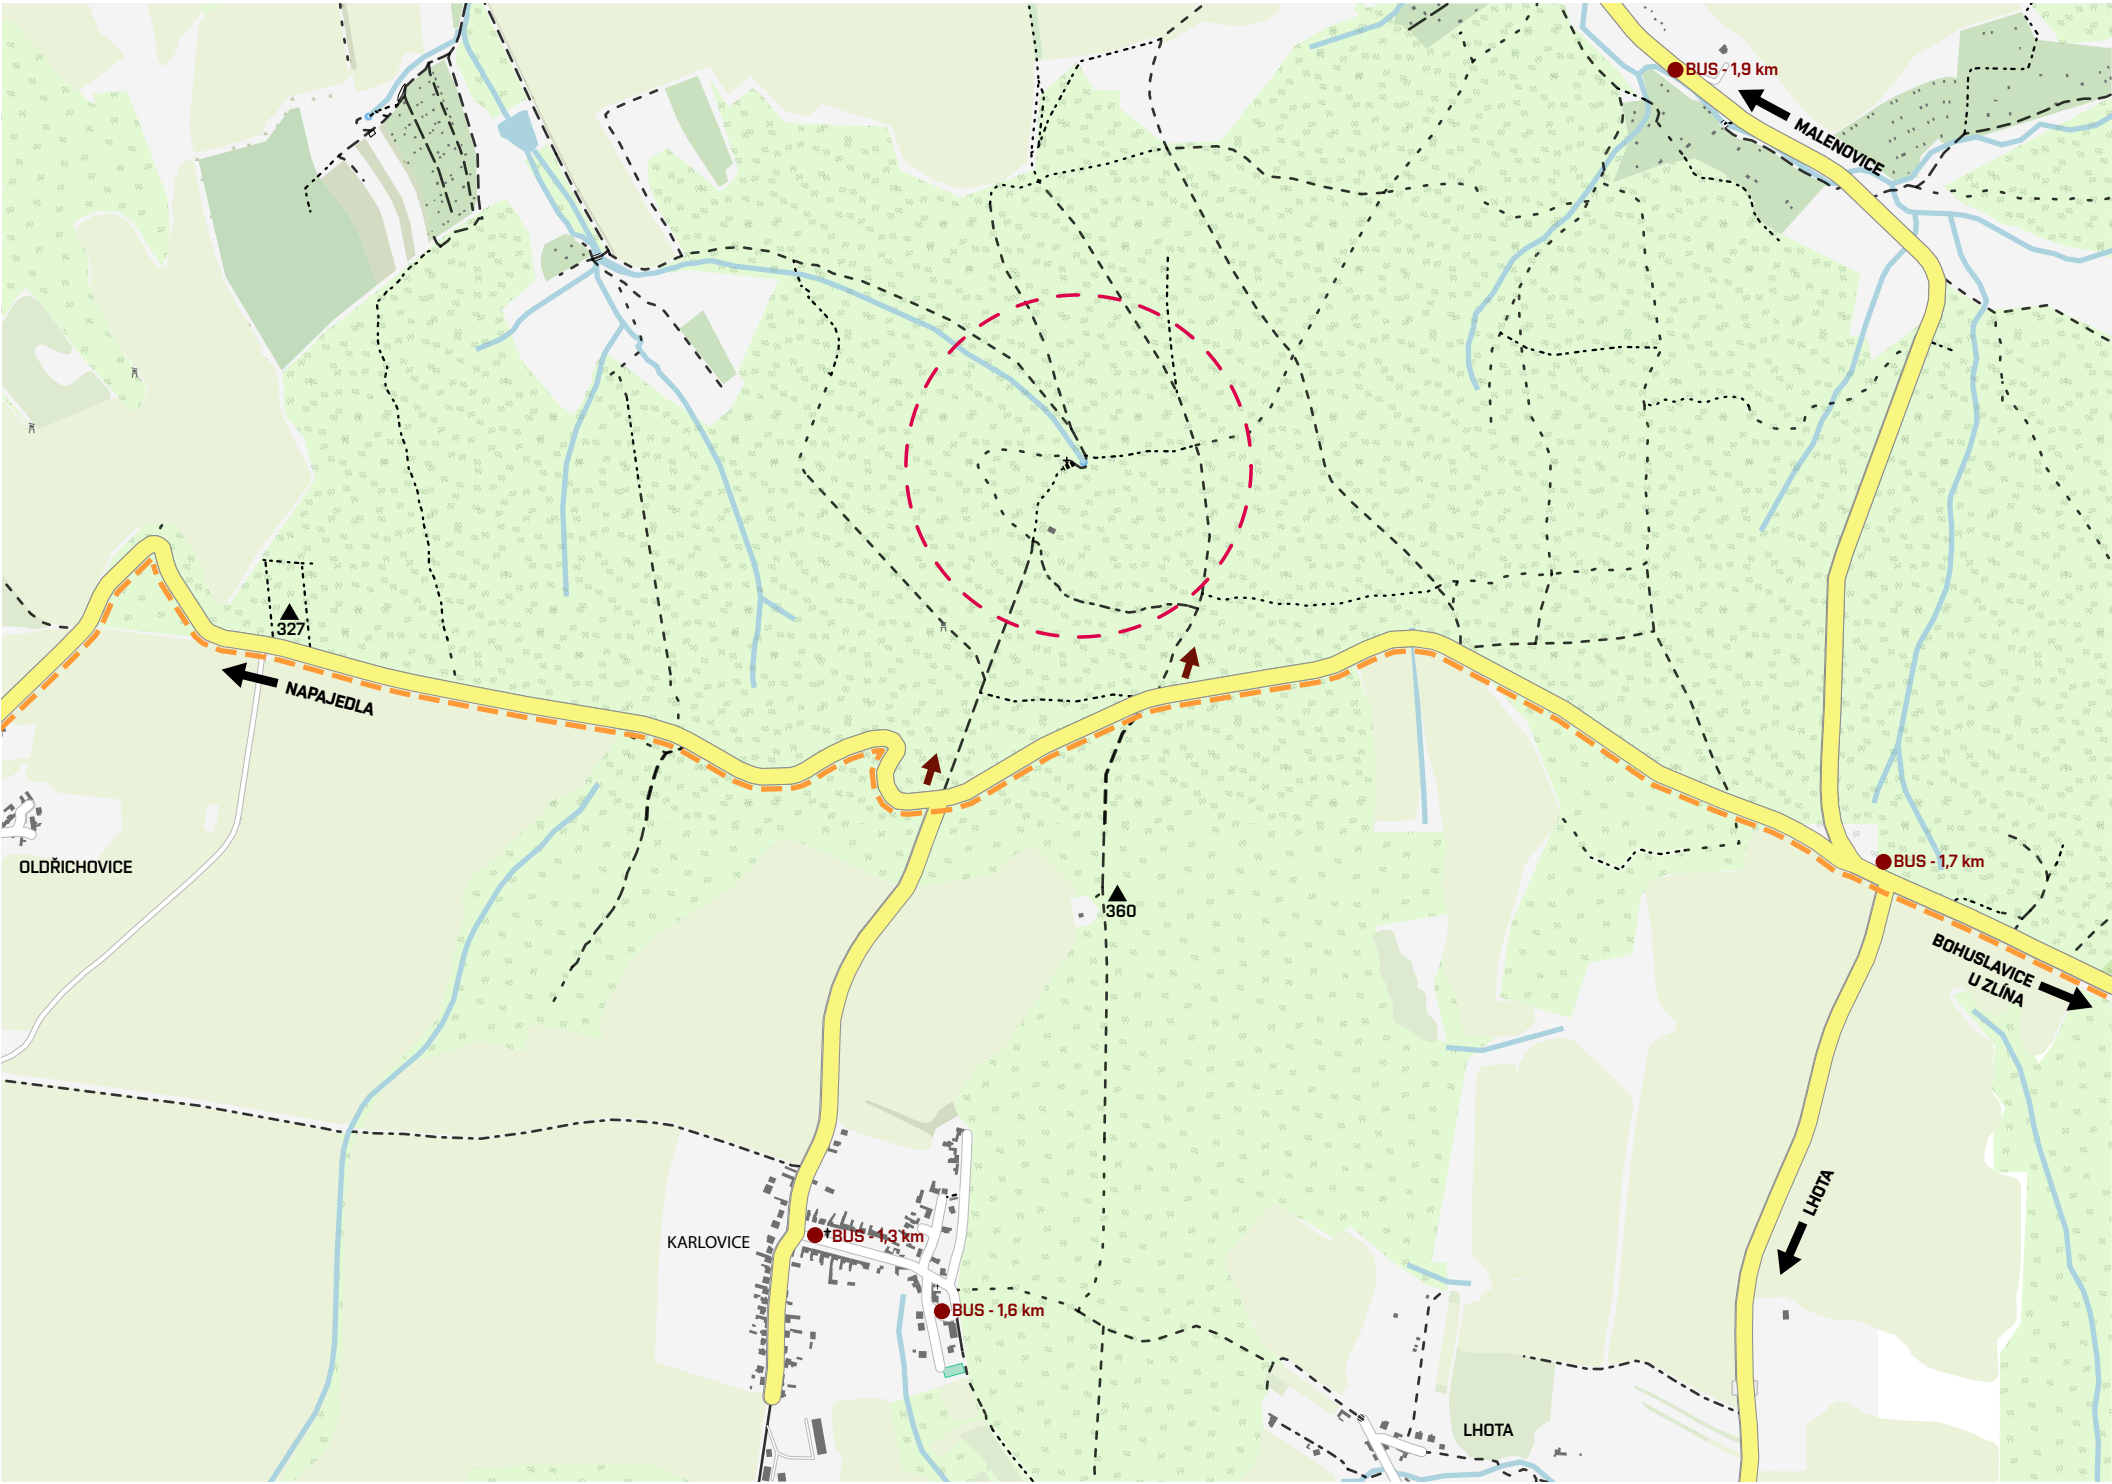 BUS - 1,9 km
MALENOVICE
327
NAPAJEDLA
OLDŘICHOVICE
BUS - 1,7 km
360
BOHUSLAVICE
U ZLÍNA
LHOTA
KARLOVICE
BUS - 1,3 km
BUS - 1,6 km
LHOTA